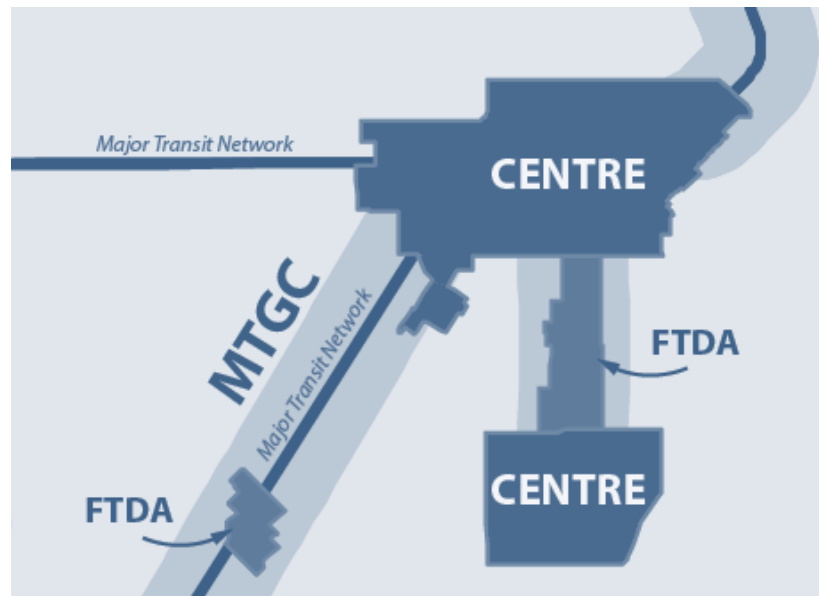 Major Transit Network
CENTRE
MTGC
Major Transit Network
FTDA
CENTRE
FTDA